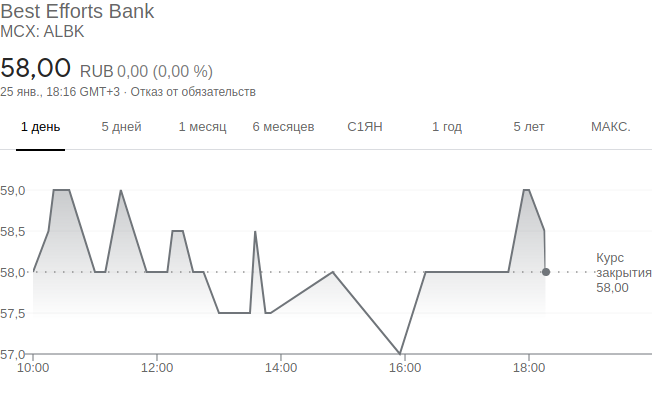 Best Efforts Bank
MCX: ALBK
58,00 RUB 0,00 (0,00 %)
25 янв., 18:16 GMT+3 · Отказ от обязательств
1 день 5 дней 1 месяц 6 месяцев С1ЯН 1 год 5 лет МАКС.
59,0
58,5
58,0
57,5
57,0
Курс
закрытия
58,00
10:00 12:00 14:00 16:00 18:00